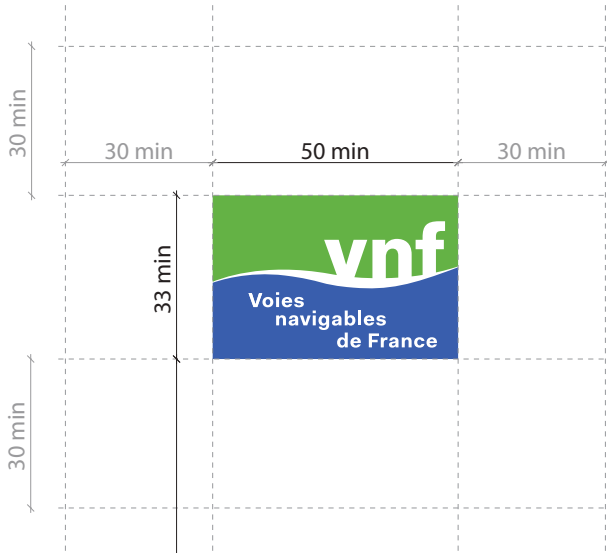 30 min
30 min
50 min
30 min
33 min
vnf
Voies
navigables
de France
30 min